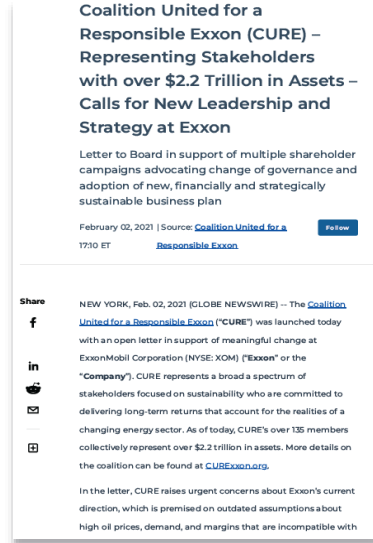 Coalition United for a
Responsible Exxon (CURE) –
Representing Stakeholders
with over $2.2 Trillion in Assets –
Calls for New Leadership and
Strategy at Exxon
Letter to Board in support of multiple shareholder
campaigns advocating change of governance and
adoption of new, financially and strategically
sustainable business plan
February 02, 2021 | Source: Coalition United for a
Follow
17:10 ET Responsible Exxon
Share
NEW YORK, Feb. 02, 2021 (GLOBE NEWSWIRE) -- The Coalition
United for a Responsible Exxon (“CURE”) was launched today
with an open letter in support of meaningful change at
ExxonMobil Corporation (NYSE: XOM) (“Exxon” or the
“Company”). CURE represents a broad a spectrum of
stakeholders focused on sustainability who are committed to
delivering long-term returns that account for the realities of a
changing energy sector. As of today, CURE’s over 135 members
collectively represent over $2.2 trillion in assets. More details on
the coalition can be found at CURExxon.org.
In the letter, CURE raises urgent concerns about Exxon’s current
direction, which is premised on outdated assumptions about
high oil prices, demand, and margins that are incompatible with